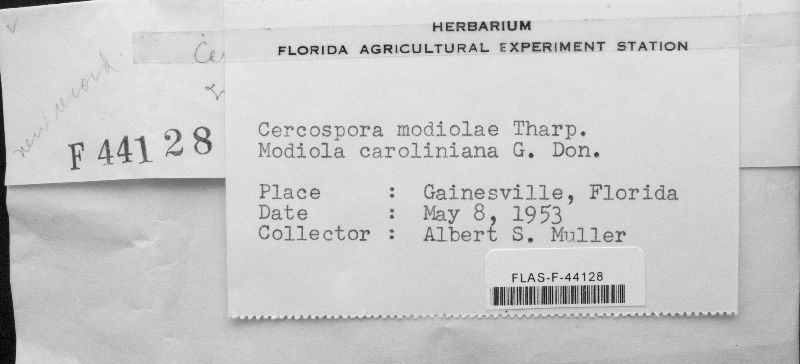 new record.
Ce
F 44128
HERBARIUM
FLORIDA AGRICULTURAL EXPERIMENT STATION
Cercospora modiolae Tharp.
Modiola caroliniana G. Don.
Place : Gainesville, Florida
Date : May 8, 1953
Collector : Albert S. Muller
FLAS-F-44128